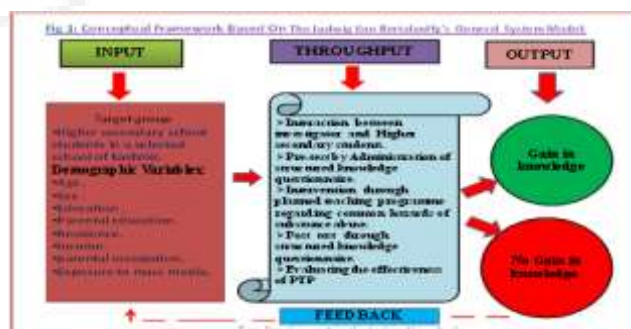 Fig 1: Conceptual Framework Based On The Ludwig Von Bertalanffy's General System Model
INPUT
THROUGHPUT
OUTPUT
Target group
Higher secondary school
students in a selected
school of Kashmir.
Demographic Variables:
Age.
Sex
Education
Parental education.
Residence.
Income
parental occupation.
Exposure to mass media.
➢Interaction between
investigator and Higher
secondary students.
➢Pre-test by Administration of
structured knowledge
questionnaire.
➢Intervention through
planned teaching programme
regarding common hazards of
substance abuse.
➢Post test through
structured knowledge
questionnaire.
➢Evaluating the effectiveness
of PTP
Gain in
knowledge
No Gain in
knowledge
FEED BACK